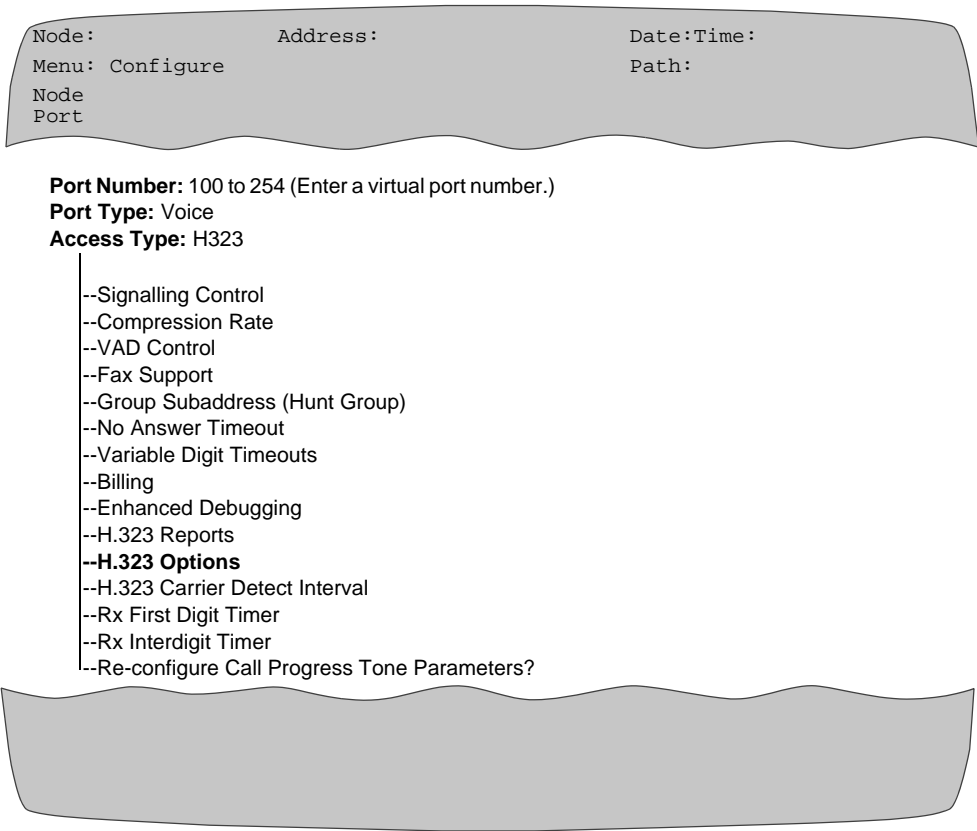 Node: Address: Date:Time:
Menu: Configure Path:
Node
Port
Port Number: 100 to 254 (Enter a virtual port number.)
Port Type: Voice
Access Type: H323
--Signalling Control
--Compression Rate
--VAD Control
--Fax Support
--Group Subaddress (Hunt Group)
--No Answer Timeout
--Variable Digit Timeouts
--Billing
--Enhanced Debugging
--H.323 Reports
--H.323 Options
--H.323 Carrier Detect Interval
--Rx First Digit Timer
--Rx Interdigit Timer
--Re-configure Call Progress Tone Parameters?